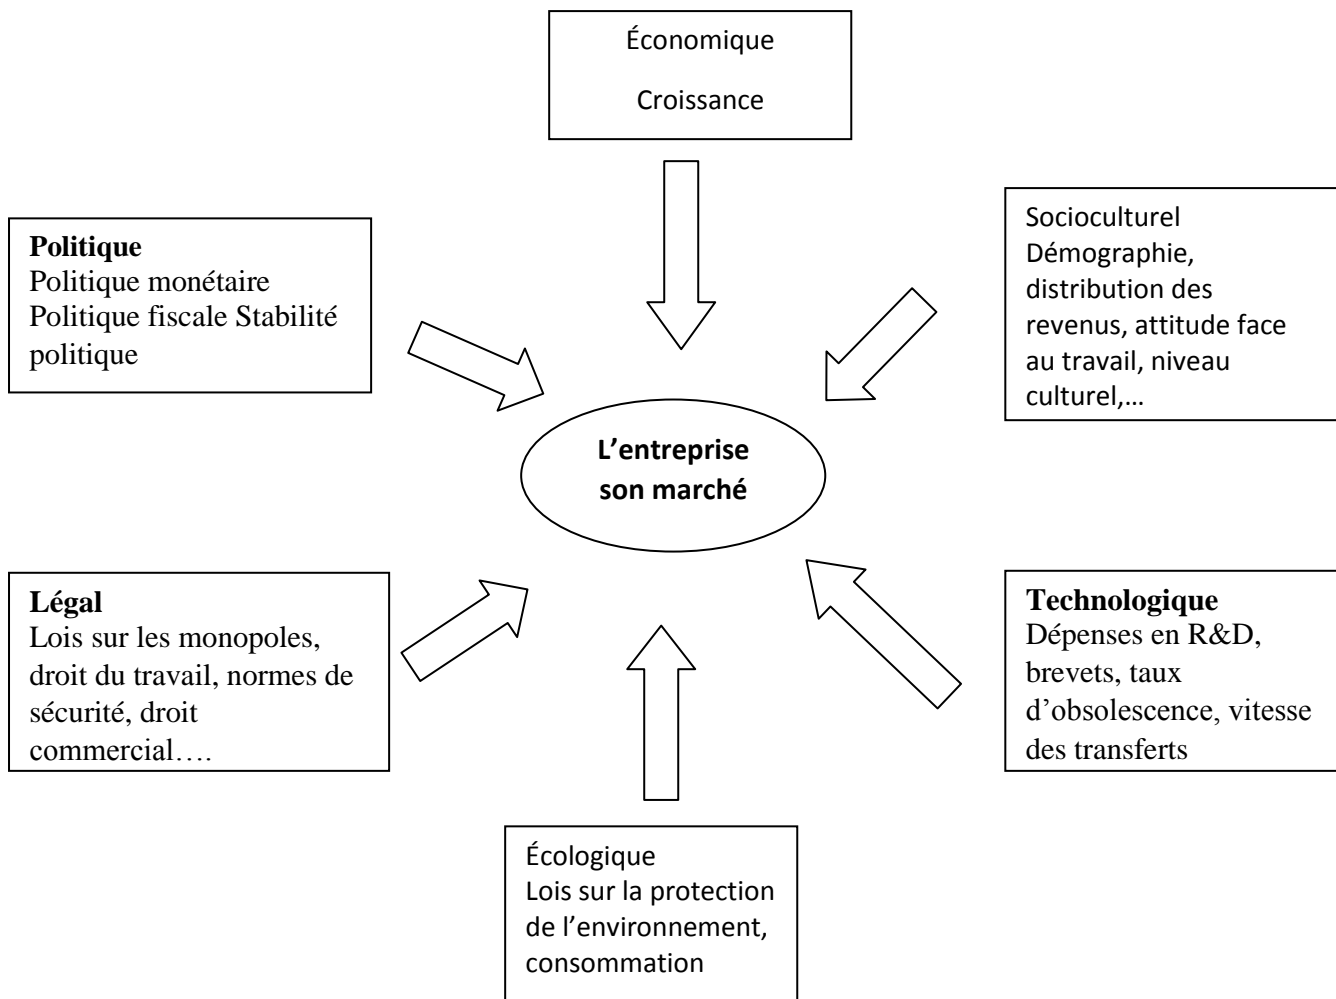 Économique
Croissance
Politique
Politique monétaire
Politique fiscale Stabilité
politique
Socioculturel
Démographie,
distribution des
revenus, attitude face
au travail, niveau
culturel,…
L’entreprise
son marché
Légal
Lois sur les monopoles,
droit du travail, normes de
sécurité, droit
commercial….
Technologique
Dépenses en R&D,
brevets, taux
d’obsolescence, vitesse
des transferts
Écologique
Lois sur la protection
de l’environnement,
consommation